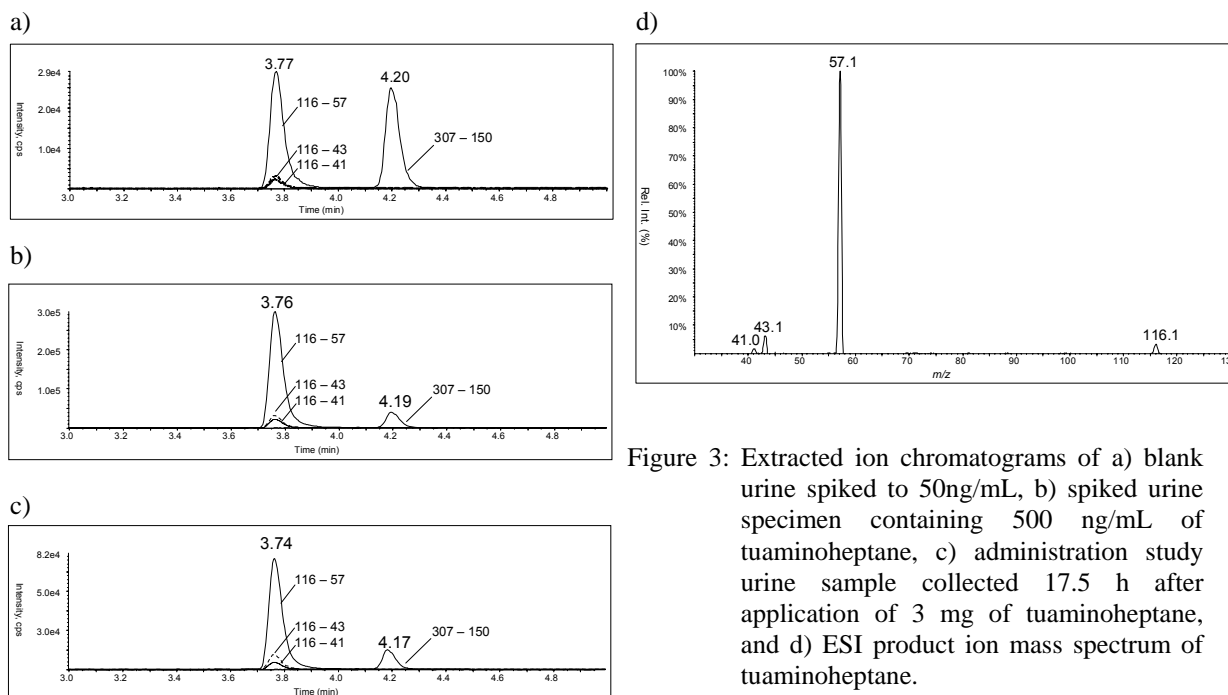 a)
Intensity, cps
2.9e4
2.0e4
1.0e4
3.77
116 – 57
116 – 43
116 – 41
4.20
307 – 150
3.0 3.2 3.4 3.6 3.8 4.0 4.2 4.4 4.6 4.8
Time (min)
b)
Intensity, cps
3.0e5
2.0e5
1.0e5
3.76
116 – 57
116 – 43
116 – 41
4.19
307 – 150
3.0 3.2 3.4 3.6 3.8 4.0 4.2 4.4 4.6 4.8
Time (min)
c)
Intensity, cps
8.2e4
5.0e4
3.0e4
3.74
116 – 57
116 – 43
116 – 41
4.17
307 – 150
3.0 3.2 3.4 3.6 3.8 4.0 4.2 4.4 4.6 4.8
Time (min)
d)
Rel. Int. (%)
100%
90%
80%
70%
60%
50%
40%
30%
20%
10%
57.1
41.0
43.1
116.1
40 50 60 70 80 90 100 110 120 130
m/z
Figure 3: Extracted ion chromatograms of a) blank
urine spiked to 50ng/mL, b) spiked urine
specimen containing 500 ng/mL of
tuaminoheptane, c) administration study
urine sample collected 17.5 h after
application of 3 mg of tuaminoheptane,
and d) ESI product ion mass spectrum of
tuaminoheptane.